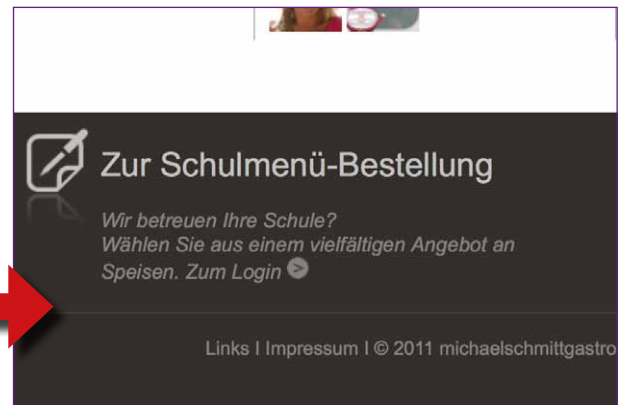 Zur Schulmenü-Bestellung
Wir betreuen Ihre Schule?
Wählen Sie aus einem vielfältigen Angebot an
Speisen. Zum Login >
Links I Impressum I © 2011 michaelschmittgastro